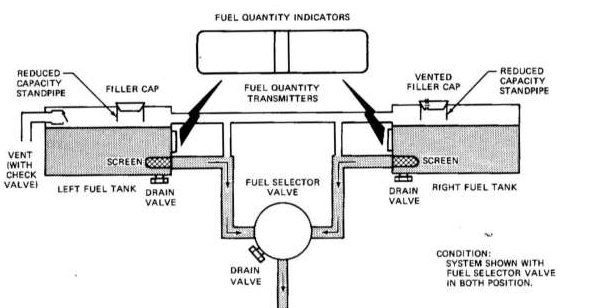 FUEL QUANTITY INDICATORS
REDUCED
CAPACITY
STANDPIPE
FILLER CAP
FUEL QUANTITY
TRANSMITTERS
VENTED
FILLER CAP
REDUCED
CAPACITY
STANDPIPE
VENT
(WITH
CHECK
VALVE)
SCREEN
SCREEN
LEFT FUEL TANK
DRAIN
VALVE
FUEL SELECTOR
VALVE
DRAIN
VALVE
RIGHT FUEL TANK
DRAIN
VALVE
CONDITION:
SYSTEM SHOWN WITH
FUEL SELECTOR VALVE
IN BOTH POSITION.